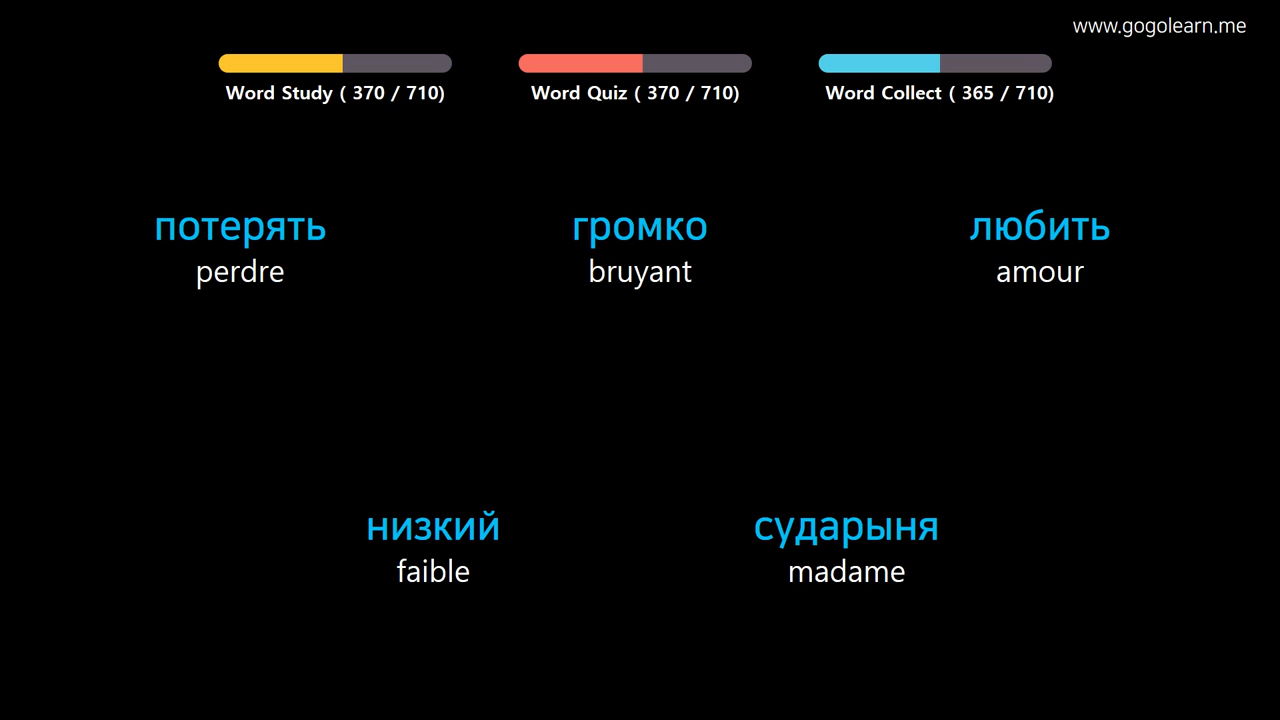 www.gogolearn.me
Word Study ( 370 / 710)
Word Quiz ( 370 / 710)
Word Collect ( 365 / 710)
потерять
perdre
громко
bruyant
любить
amour
низкий
faible
сударыня
madame